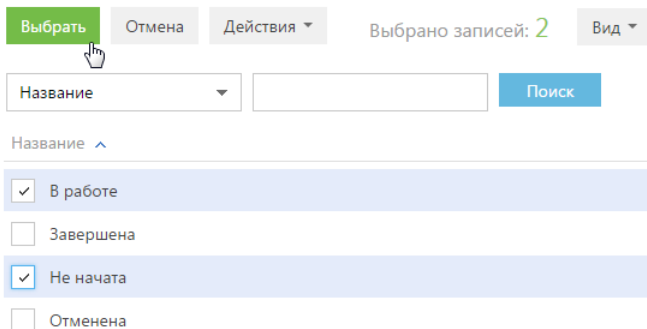 Выбрать Отмена Действия Выбрано записей: 2 Вид
Название Поиск
Название
В работе
Завершена
Не начата
Отменена